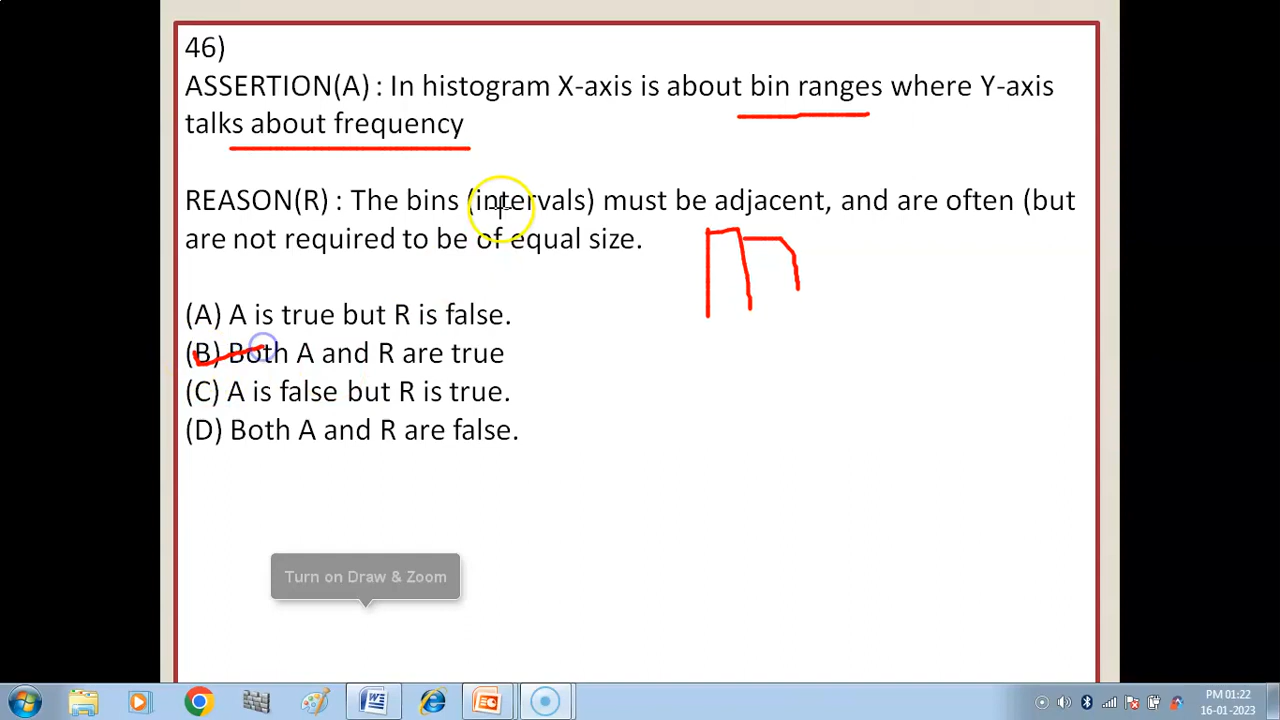 46)
ASSERTION(A) : In histogram X-axis is about bin ranges where Y-axis
talks about frequency
REASON(R) : The bins (intervals) must be adjacent, and are often (but
are not required to be of equal size.
(A) A is true but R is false.
(B) Both A and R are true
(C) A is false but R is true.
(D) Both A and R are false.
Turn on Draw & Zoom
PM 01:22
16-01-2023